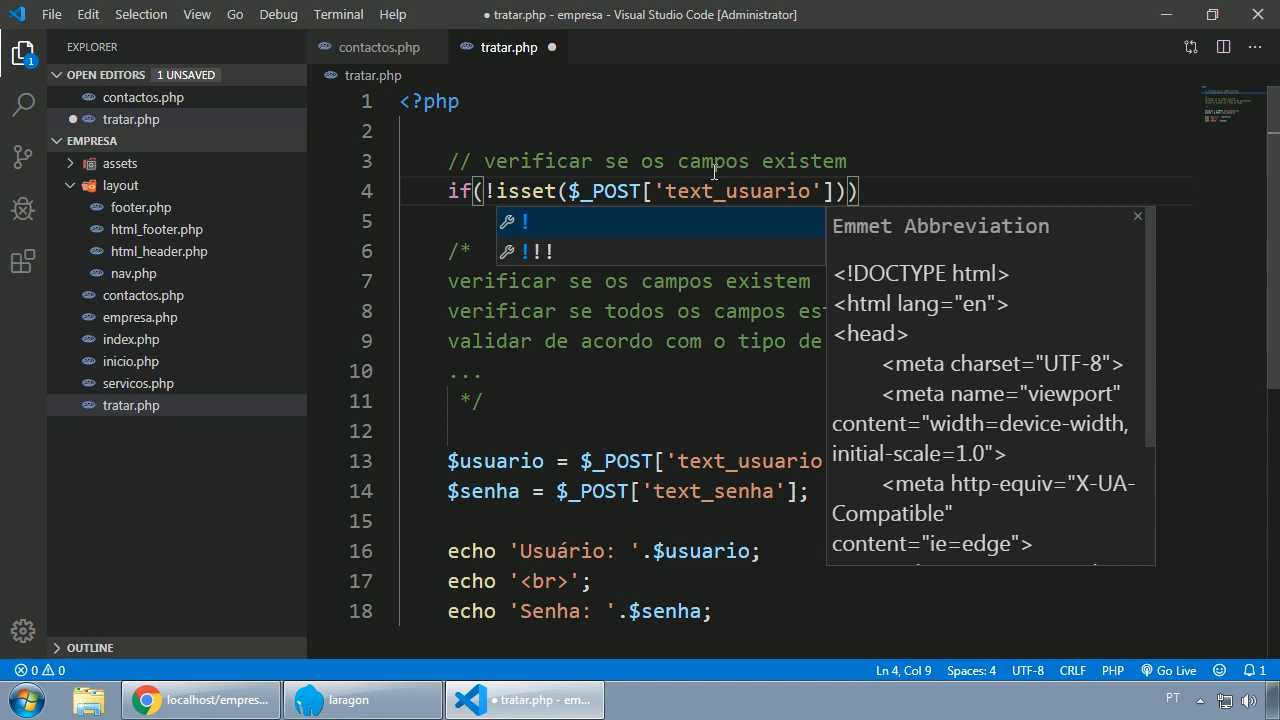 File Edit Selection View Go Debug Terminal Help
● tratar.php - empresa - Visual Studio Code [Administrator]
EXPLORER
OPEN EDITORS 1 UNSAVED
contactos.php
tratar.php
EMPRESA
assets
layout
footer.php
html_footer.php
html_header.php
nav.php
contactos.php
empresa.php
index.php
inicio.php
servicos.php
tratar.php
OUTLINE
contactos.php
tratar.php
tratar.php
1 <?php
2
3 // verificar se os campos existem
4 if(!isset($_POST['text_usuario']))
5
!
!!!
6 /*
7 verificar se os campos existem
8 verificar se todos os campos
9 validar de acordo com o tipo de
10 ...
11 */
12
13 $usuario = $_POST['text_usuario
14 $senha = $_POST['text_senha'];
15
16 echo 'Usuário: '.$usuario;
17 echo '<br>';
18 echo 'Senha: '.$senha;
Emmet Abbreviation
<!DOCTYPE html>
<html lang="en">
<head>
<meta charset="UTF-8">
<meta name="viewport"
content="width=device-width,
initial-scale=1.0">
<meta http-equiv="X-UA-
Compatible"
content="ie=edge">
0 0
Ln 4, Col 9 Spaces: 4 UTF-8 CRLF PHP Go Live 1
localhost/empres...
laragon
● tratar.php - em...
PT